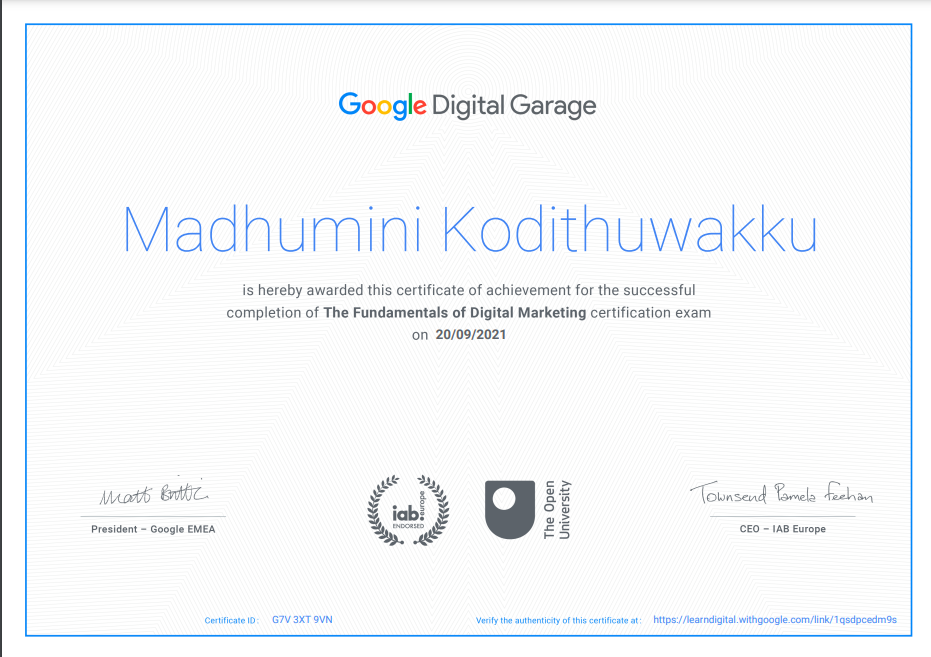 Google Digital Garage
Madhumini Kodithuwakku
is hereby awarded this certificate of achievement for the successful
completion of The Fundamentals of Digital Marketing certification exam
on 20/09/2021
Matt
President – Google EMEA
iab.europe
ENDORSED
The Open
University
Townsend Pamela Feehan
CEO – IAB Europe
Certificate ID: G7V 3XT 9VN
Verify the authenticity of this certificate at: https://learndigital.withgoogle.com/link/1qsdpcedm9s